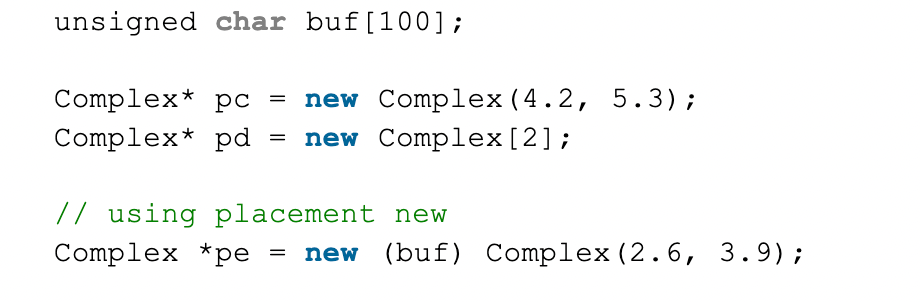 unsigned char buf[100];
Complex* pc = new Complex(4.2, 5.3);
Complex* pd = new Complex[2];
// using placement new
Complex *pe = new (buf) Complex(2.6, 3.9);